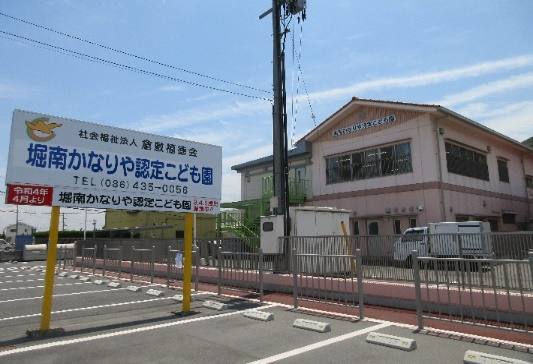 社会福祉法人 倉敷福徳会
堀南かなりや認定こども園
TEL (086) 435-0056
令和4年
4月より
堀南かなりや認定こども園